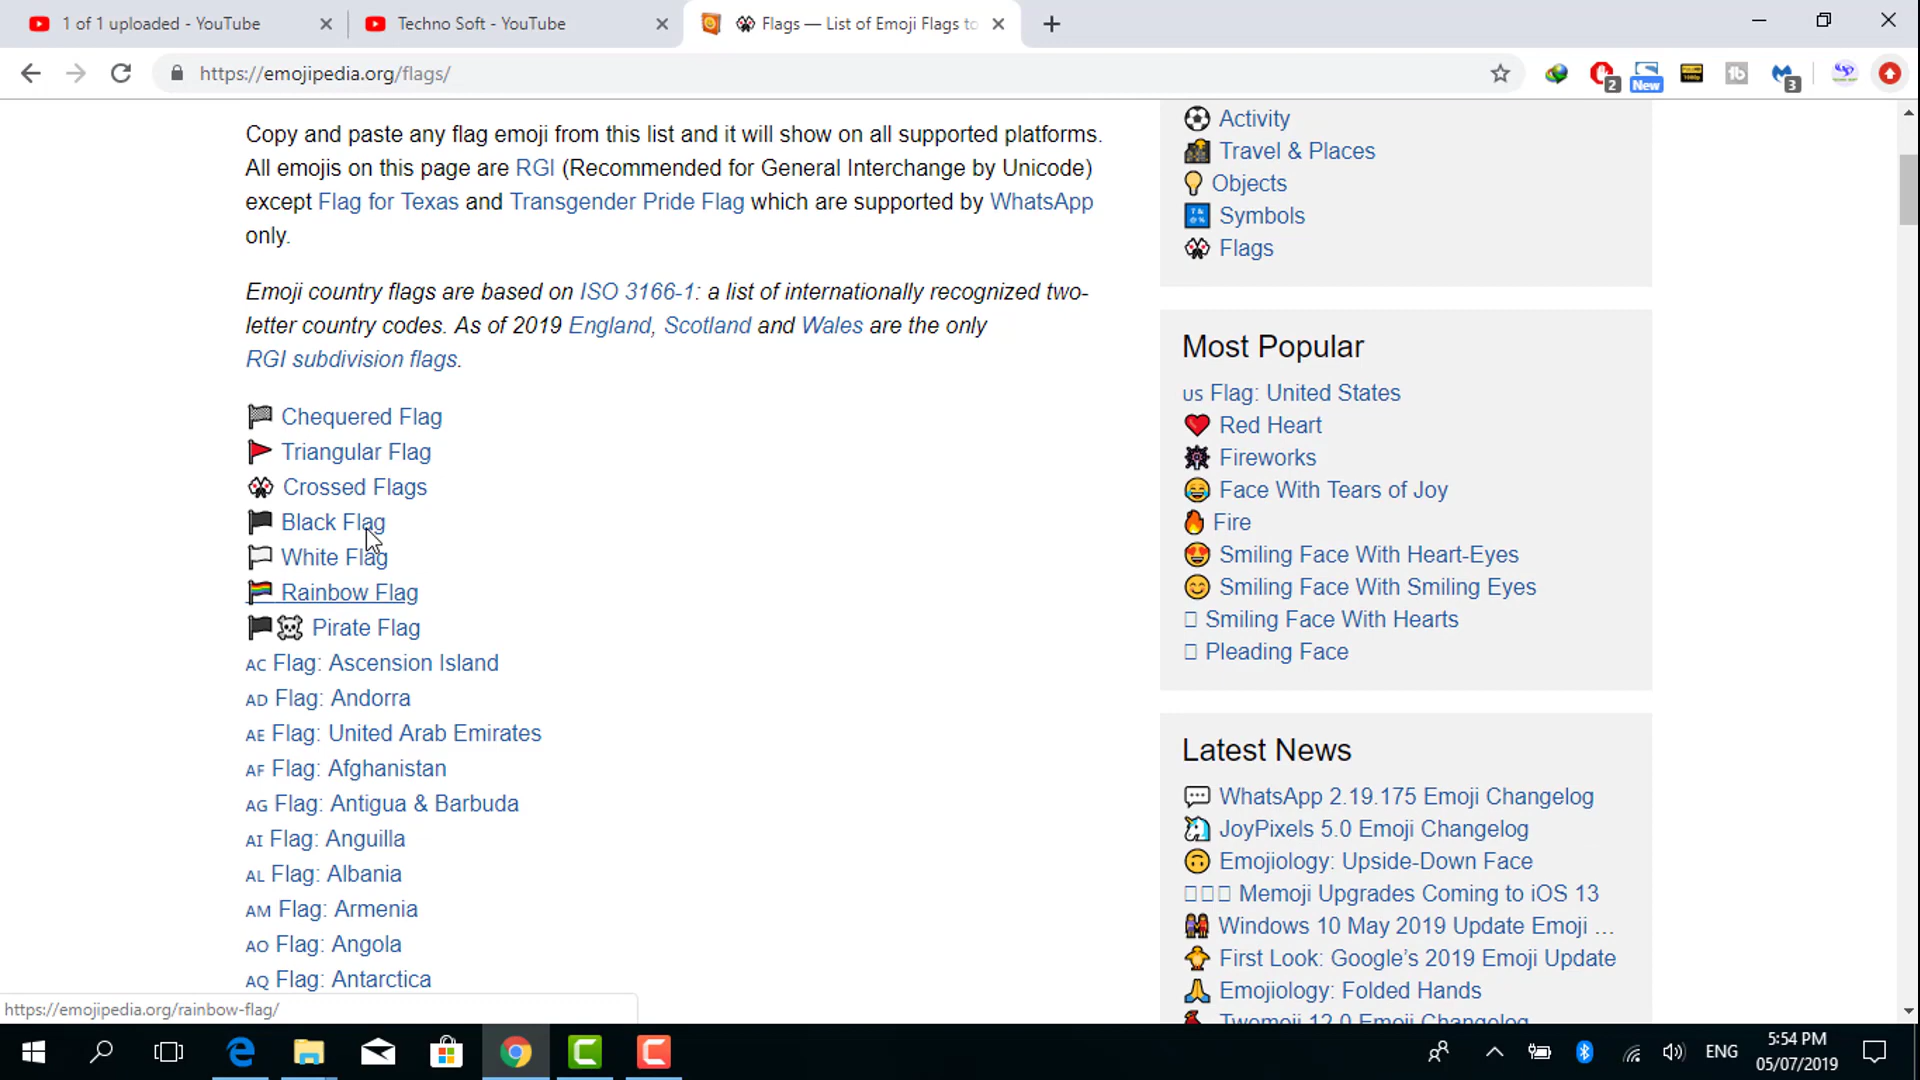 1 of 1 uploaded - YouTube
Techno Soft - YouTube
Flags — List of Emoji Flags to
https://emojipedia.org/flags/
2
New
3
Copy and paste any flag emoji from this list and it will show on all supported platforms.
All emojis on this page are RGI (Recommended for General Interchange by Unicode)
except Flag for Texas and Transgender Pride Flag which are supported by WhatsApp
only.
Emoji country flags are based on ISO 3166-1: a list of internationally recognized two-
letter country codes. As of 2019 England, Scotland and Wales are the only
RGI subdivision flags.
Chequered Flag
Triangular Flag
Crossed Flags
Black Flag
White Flag
Rainbow Flag
Pirate Flag
AC Flag: Ascension Island
AD Flag: Andorra
AE Flag: United Arab Emirates
AF Flag: Afghanistan
AG Flag: Antigua & Barbuda
AI Flag: Anguilla
AL Flag: Albania
AM Flag: Armenia
AO Flag: Angola
AQ Flag: Antarctica
Activity
Travel & Places
Objects
Symbols
Flags
Most Popular
US Flag: United States
Red Heart
Fireworks
Face With Tears of Joy
Fire
Smiling Face With Heart-Eyes
Smiling Face With Smiling Eyes
Smiling Face With Hearts
Pleading Face
Latest News
WhatsApp 2.19.175 Emoji Changelog
JoyPixels 5.0 Emoji Changelog
Emojiology: Upside-Down Face
Memoji Upgrades Coming to iOS 13
Windows 10 May 2019 Update Emoji ...
First Look: Google's 2019 Emoji Update
Emojiology: Folded Hands
Twemoji 12.0 Emoji Changelog
https://emojipedia.org/rainbow-flag/
ENG
5:54 PM
05/07/2019